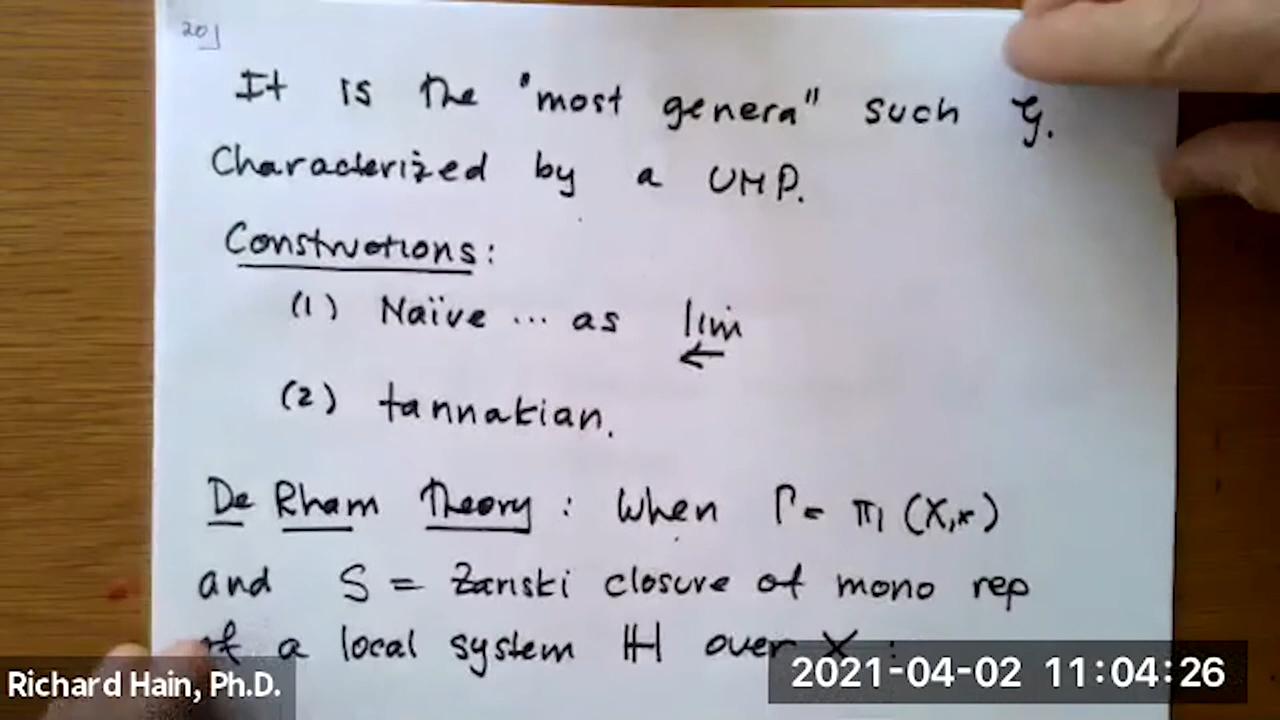 20]
It is the "most genera" such G.
Characterized by a UMP.
Constructions:
(1) Naïve ... as lim
←
(2) tannakian.
De Rham Theory: When Γ = π1 (X,x)
and S = Zariski closure of mono rep
of a local system H over X :
Richard Hain, Ph.D.
2021-04-02 11:04:26